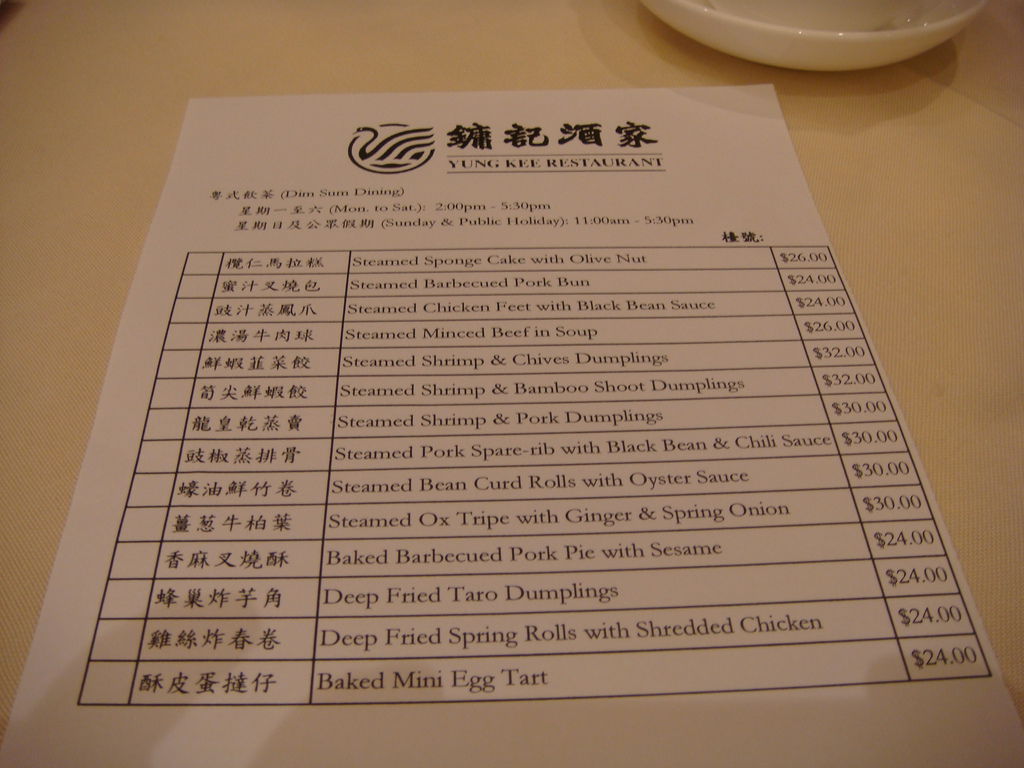 鏞記酒家
YUNG KEE RESTAURANT
粵式飲茶 (Dim Sum Dining)
星期一至六 (Mon. to Sat.): 2:00pm - 5:30pm
星期日及公眾假期 (Sunday & Public Holiday): 11:00am - 5:30pm
檯號:
欖仁馬拉糕 Steamed Sponge Cake with Olive Nut $26.00
蜜汁叉燒包 Steamed Barbecued Pork Bun $24.00
豉汁蒸鳳爪 Steamed Chicken Feet with Black Bean Sauce $24.00
濃湯牛肉球 Steamed Minced Beef in Soup $26.00
鮮蝦韮菜餃 Steamed Shrimp & Chives Dumplings $32.00
筍尖鮮蝦餃 Steamed Shrimp & Bamboo Shoot Dumplings $32.00
龍皇乾蒸賣 Steamed Shrimp & Pork Dumplings $30.00
豉椒蒸排骨 Steamed Pork Spare-rib with Black Bean & Chili Sauce $30.00
蠔油鮮竹卷 Steamed Bean Curd Rolls with Oyster Sauce $30.00
薑葱牛柏葉 Steamed Ox Tripe with Ginger & Spring Onion $30.00
香麻叉燒酥 Baked Barbecued Pork Pie with Sesame $24.00
蜂巢炸芋角 Deep Fried Taro Dumplings $24.00
雞絲炸春卷 Deep Fried Spring Rolls with Shredded Chicken $24.00
酥皮蛋撻仔 Baked Mini Egg Tart $24.00